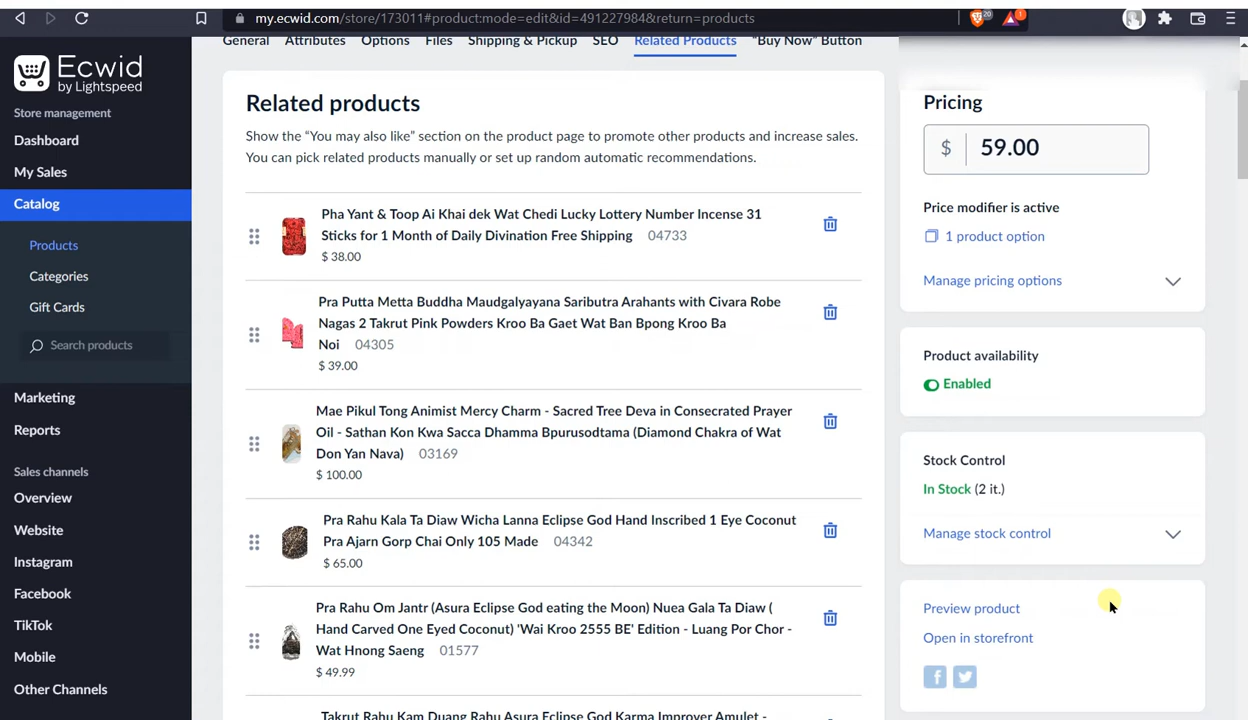 my.ecwid.com/store/173011#product:mode=edit&id=491227984&return=products
20
1
Ecwid
by Lightspeed
Store management
Dashboard
My Sales
Catalog
Products
Categories
Gift Cards
Search products
Marketing
Reports
Sales channels
Overview
Website
Instagram
Facebook
TikTok
Mobile
Other Channels
General Attributes Options Files Shipping & Pickup SEO Related Products "Buy Now" Button
Related products
Show the "You may also like" section on the product page to promote other products and increase sales.
You can pick related products manually or set up random automatic recommendations.
Pha Yant & Toop Ai Khai dek Wat Chedi Lucky Lottery Number Incense 31
Sticks for 1 Month of Daily Divination Free Shipping 04733
$ 38.00
Pra Putta Metta Buddha Maudgalyayana Saributra Arahants with Civara Robe
Nagas 2 Takrut Pink Powders Kroo Ba Gaet Wat Ban Bpong Kroo Ba
Noi 04305
$ 39.00
Mae Pikul Tong Animist Mercy Charm - Sacred Tree Deva in Consecrated Prayer
Oil - Sathan Kon Kwa Sacca Dhamma Bpurusodtama (Diamond Chakra of Wat
Don Yan Nava) 03169
$ 100.00
Pra Rahu Kala Ta Diaw Wicha Lanna Eclipse God Hand Inscribed 1 Eye Coconut
Pra Ajarn Gorp Chai Only 105 Made 04342
$ 65.00
Pra Rahu Om Jantr (Asura Eclipse God eating the Moon) Nuea Gala Ta Diaw (
Hand Carved One Eyed Coconut) 'Wai Kroo 2555 BE' Edition - Luang Por Chor -
Wat Hnong Saeng 01577
$ 49.99
Takrut Rahu Kam Duang Rahu Asura Eclipse God Karma Improver Amulet -
Pricing
$ 59.00
Price modifier is active
1 product option
Manage pricing options
Product availability
Enabled
Stock Control
In Stock (2 it.)
Manage stock control
Preview product
Open in storefront